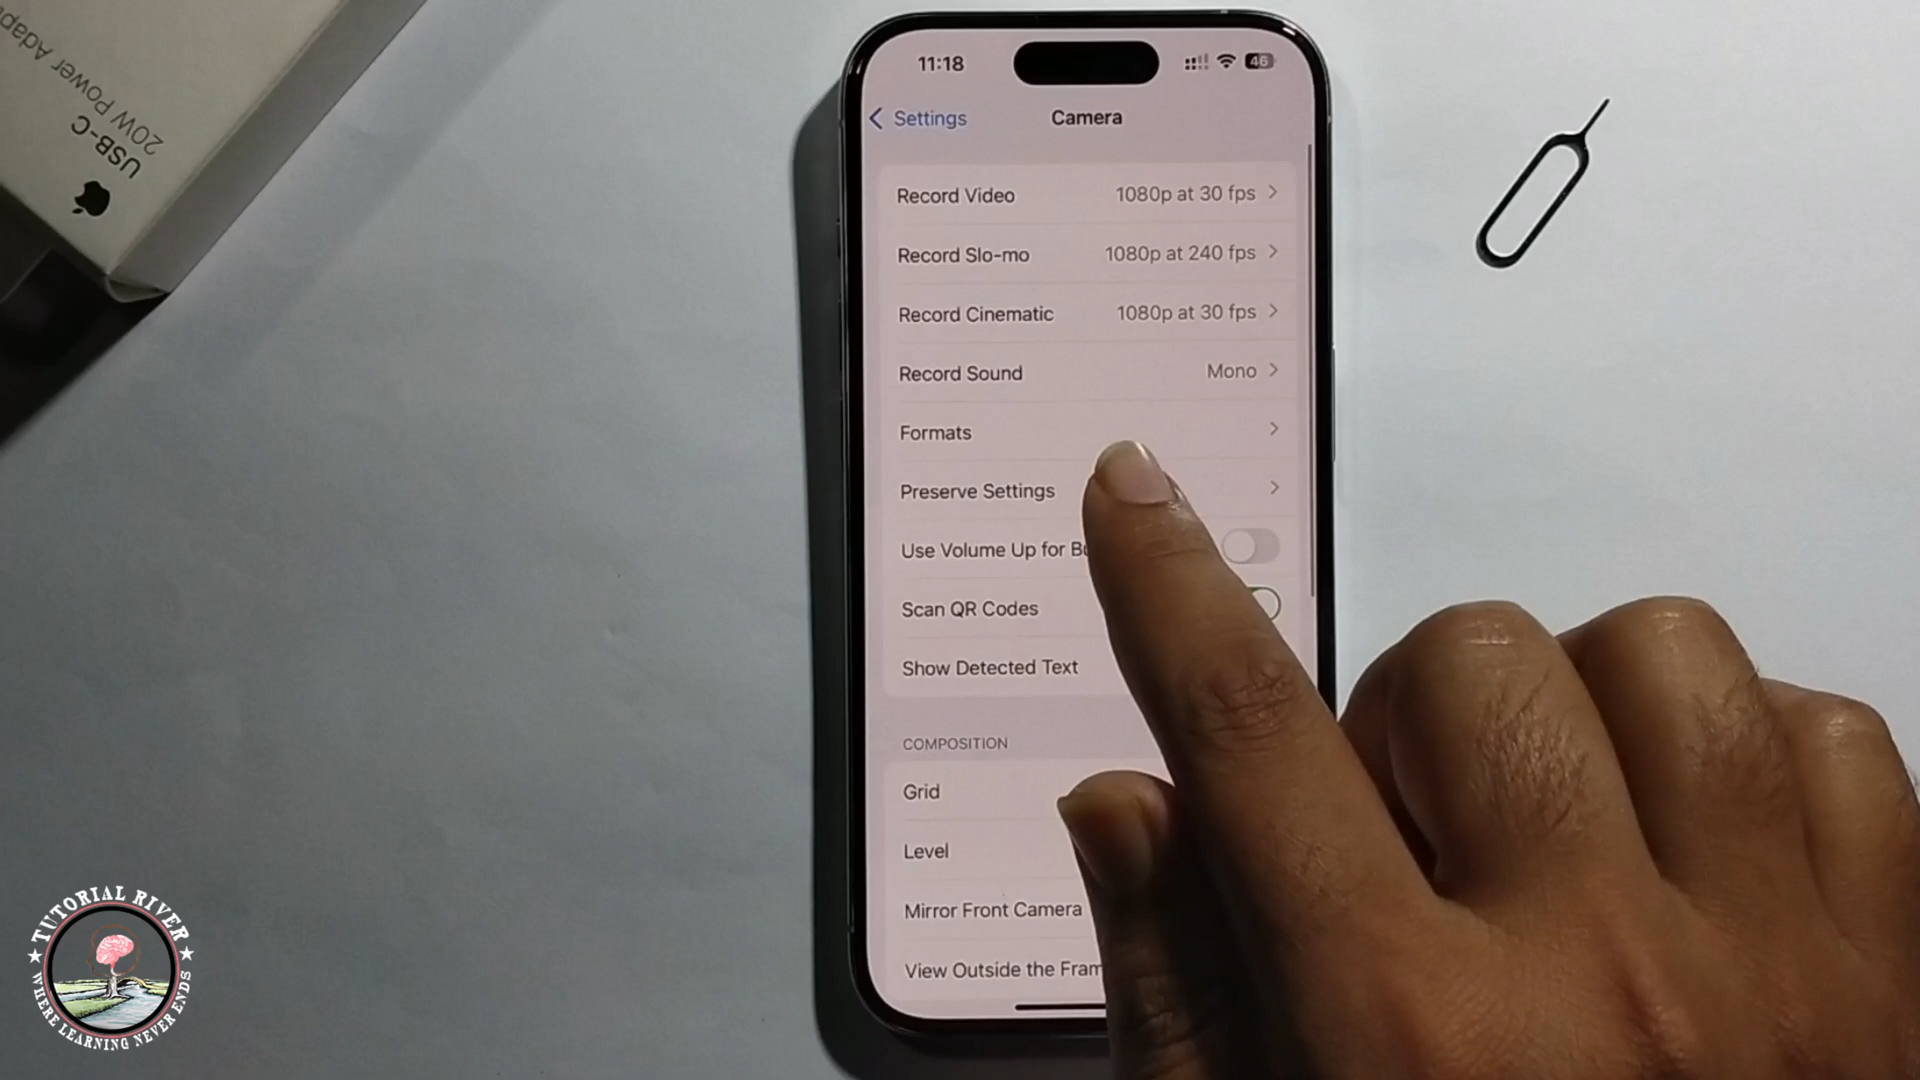 USB-C
20W Power Adap
11:18
46
Settings
Camera
Record Video 1080p at 30 fps
Record Slo-mo 1080p at 240 fps
Record Cinematic 1080p at 30 fps
Record Sound Mono
Formats
Preserve Settings
Use Volume Up for Bu
Scan QR Codes
Show Detected Text
COMPOSITION
Grid
Level
Mirror Front Camera
View Outside the Fram
TUTORIAL RIVER
WHERE LEARNING NEVER ENDS